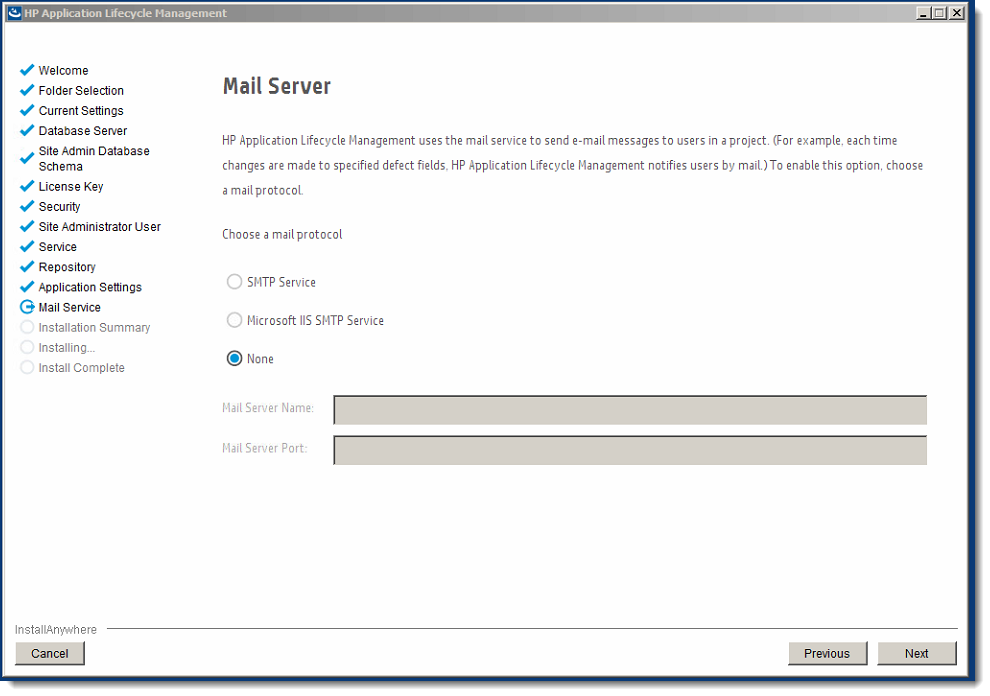 HP Application Lifecycle Management
Welcome
Folder Selection
Current Settings
Database Server
Site Admin Database
Schema
License Key
Security
Site Administrator User
Service
Repository
Application Settings
Mail Service
Installation Summary
Installing...
Install Complete
Mail Server
HP Application Lifecycle Management uses the mail service to send e-mail messages to users in a project. (For example, each time
changes are made to specified defect fields, HP Application Lifecycle Management notifies users by mail.) To enable this option, choose
a mail protocol.
Choose a mail protocol
SMTP Service
Microsoft IIS SMTP Service
None
Mail Server Name:
Mail Server Port:
InstallAnywhere
Cancel
Previous
Next